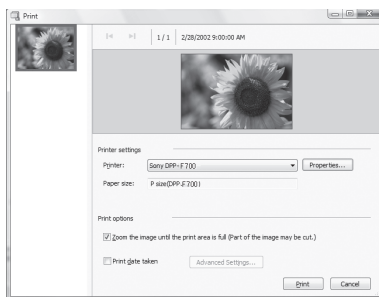 Print
1 / 1 2/28/2002 9:00:00 AM
Printer settings
Printer: Sony DPP-F700 Properties...
Paper size: P size(DPP-F700)
Print options
Zoom the image until the print area is full (Part of the image may be cut.)
Print date taken Advanced Settings...
Print Cancel